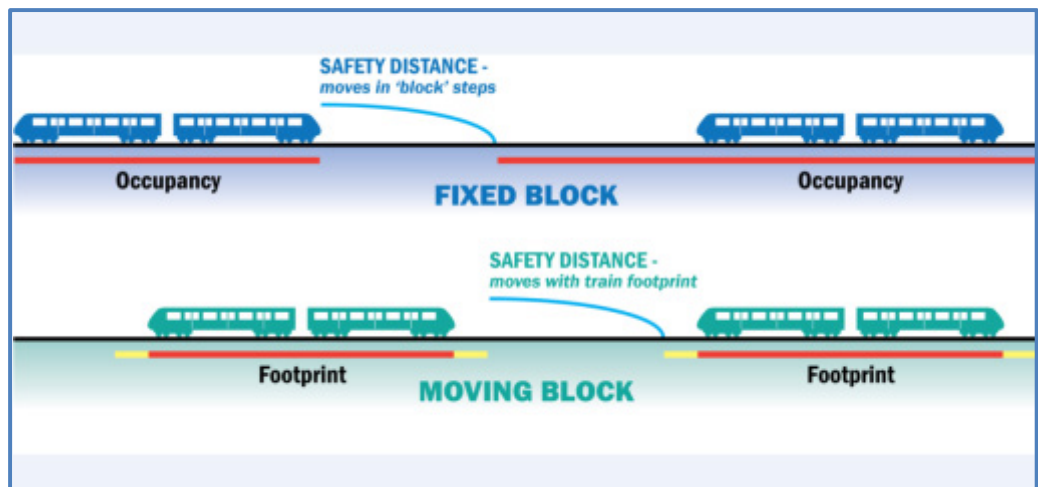 SAFETY DISTANCE -
moves in 'block' steps
Occupancy
Occupancy
FIXED BLOCK
SAFETY DISTANCE -
moves with train footprint
Footprint
Footprint
MOVING BLOCK